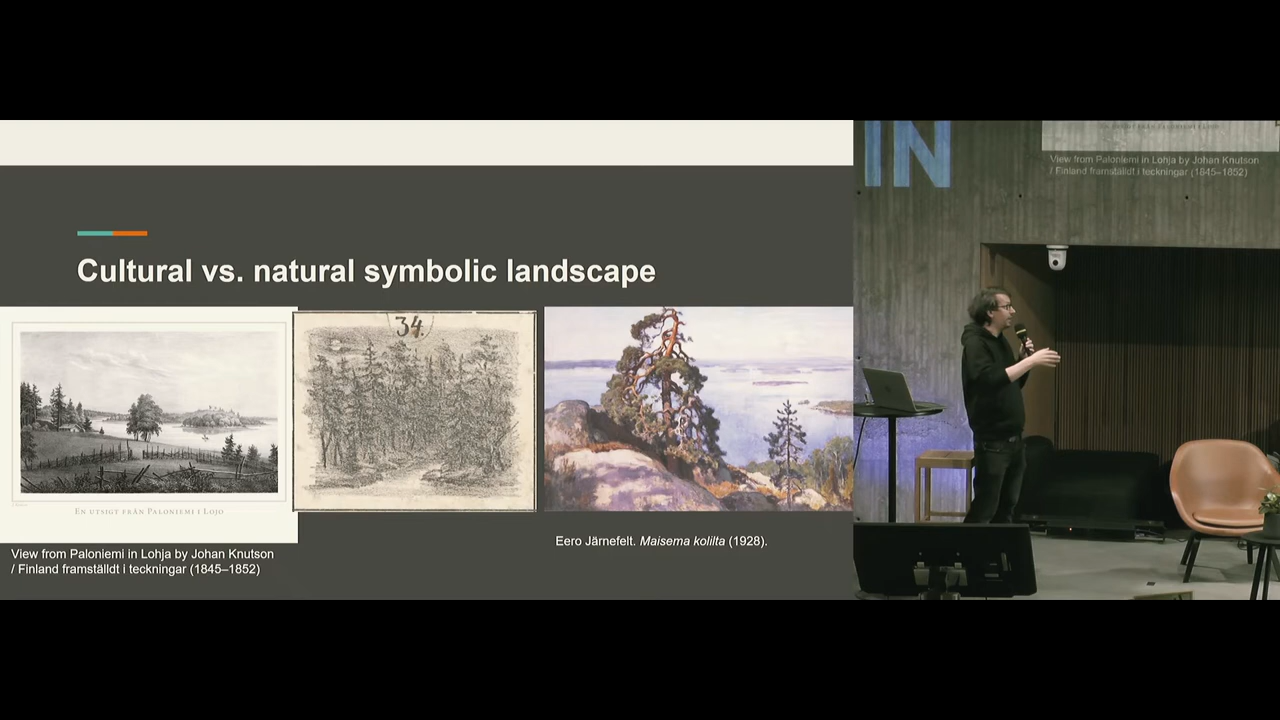 Cultural vs. natural symbolic landscape
34.
EN UTSIGT FRÅN PALONIEMI I LOJO
View from Paloniemi in Lohja by Johan Knutson
/ Finland framställdt i teckningar (1845–1852)
Eero Järnefelt. Maisema kolilta (1928).
IN
View from Paloniemi in Lohja by Johan Knutson
/ Finland framställdt i teckningar (1845–1852)